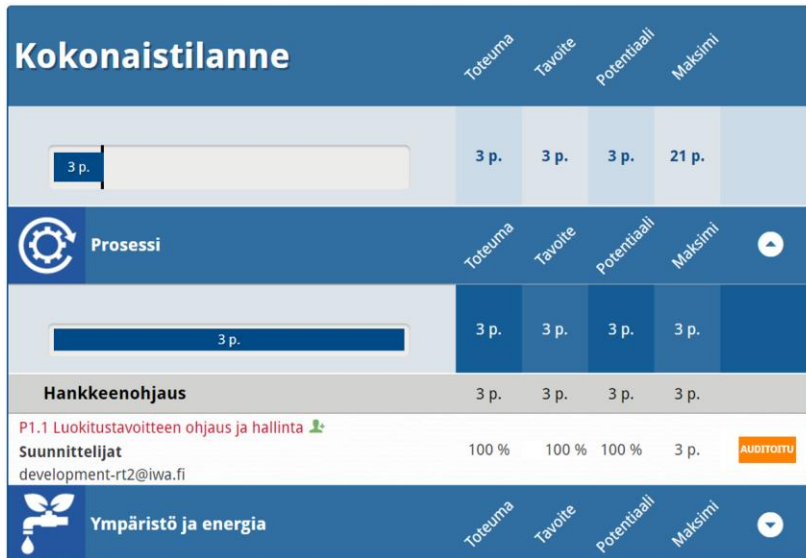 Kokonaistilanne Toteuma Tavoite Potentiaali Maksimi
3 p. 3 p. 3 p. 3 p. 21 p.
Prosessi Toteuma Tavoite Potentiaali Maksimi
3 p. 3 p. 3 p. 3 p. 3 p.
Hankkeenohjaus 3 p. 3 p. 3 p. 3 p.
P1.1 Luokitustavoitteen ohjaus ja hallinta
Suunnittelijat 100 % 100 % 100 % 3 p. AUDITOITU
development-rt2@iwa.fi
Ympäristö ja energia Toteuma Tavoite Potentiaali Maksimi